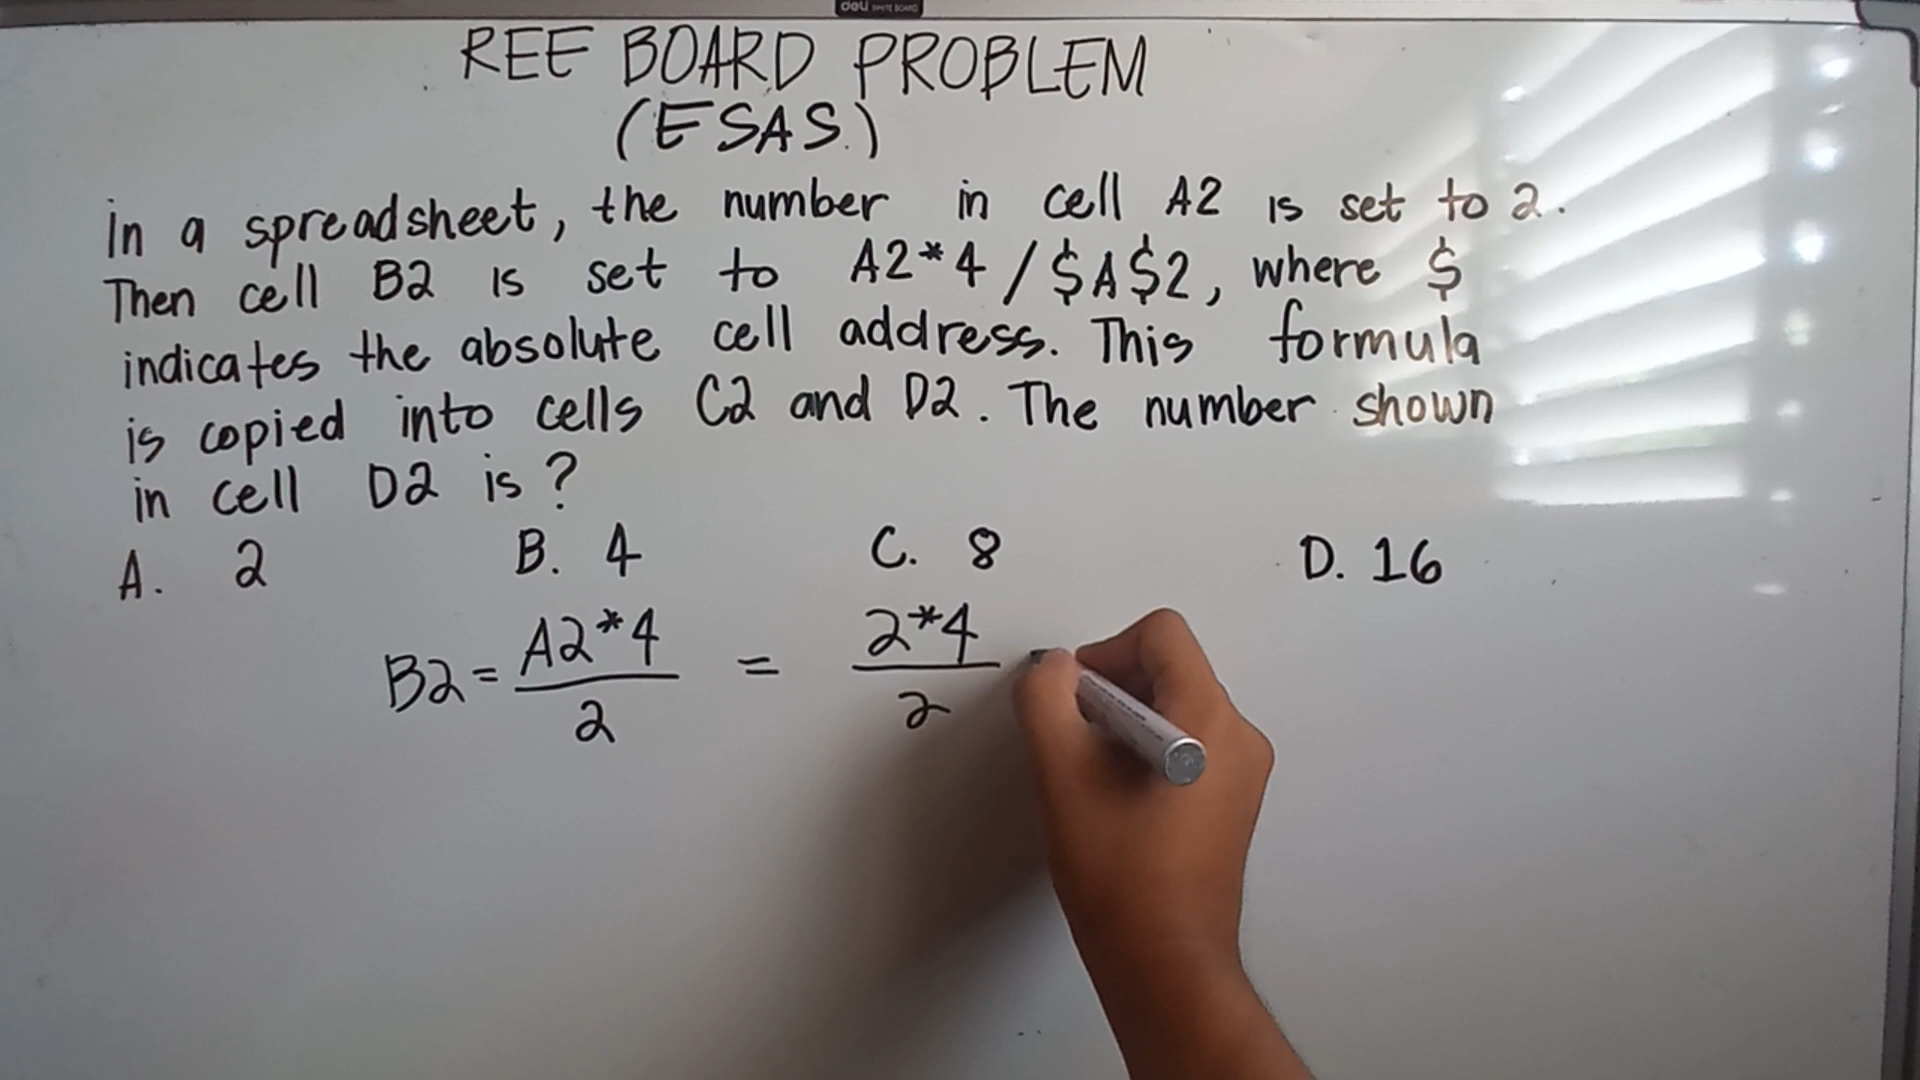 deli WHITE BOARD
REE BOARD PROBLEM
(ESAS)
in a spreadsheet, the number in cell A2 is set to 2.
Then cell B2 is set to A2*4/$A$2, where $
indicates the absolute cell address. This formula
is copied into cells C2 and D2. The number shown
in cell D2 is?
A. 2 B. 4 C. 8 D. 16
B2 = A2*4 / 2 = 2*4 / 2